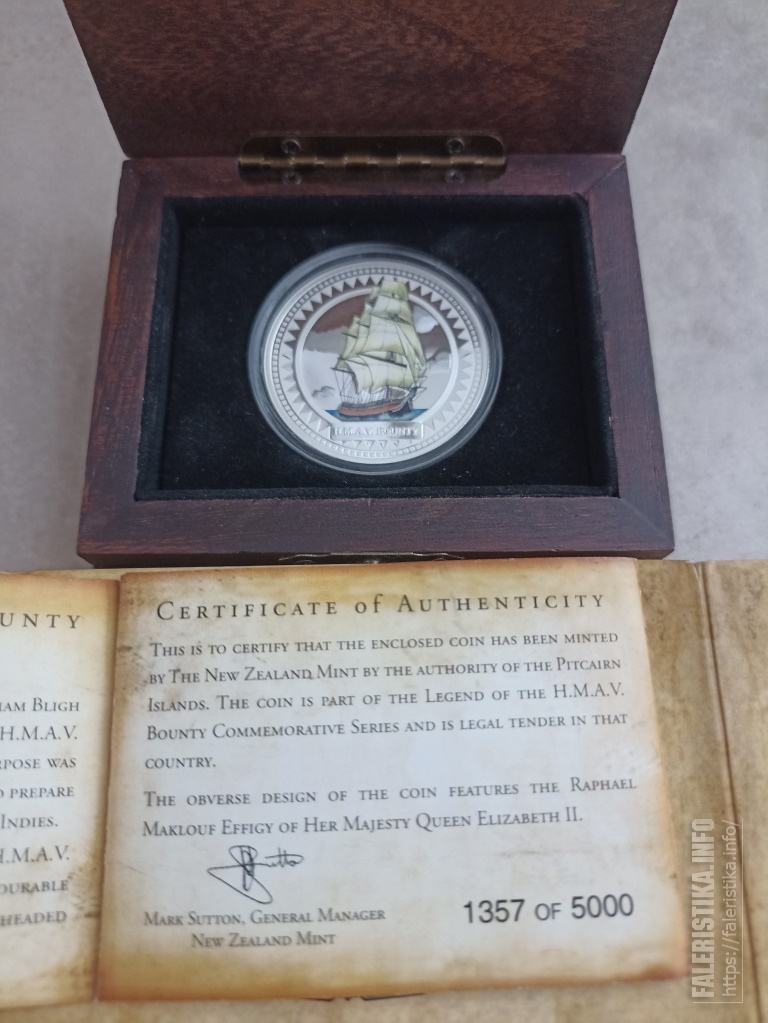 H.M.A.V. BOUNTY
UNTY
IAM BLIGH
H.M.A.V.
RPOSE WAS
O PREPARE
INDIES.
H.M.A.V.
OURABLE
HEADED
CERTIFICATE of AUTHENTICITY
THIS IS TO CERTIFY THAT THE ENCLOSED COIN HAS BEEN MINTED
BY THE NEW ZEALAND MINT BY THE AUTHORITY OF THE PITCAIRN
ISLANDS. THE COIN IS PART OF THE LEGEND OF THE H.M.A.V.
BOUNTY COMMEMORATIVE SERIES AND IS LEGAL TENDER IN THAT
COUNTRY.
THE OBVERSE DESIGN OF THE COIN FEATURES THE RAPHAEL
MAKLOUF EFFIGY OF HER MAJESTY QUEEN ELIZABETH II.
MARK SUTTON, GENERAL MANAGER
NEW ZEALAND MINT
1357 OF 5000
FALERISTIKA.INFO
https://faleristika.info/